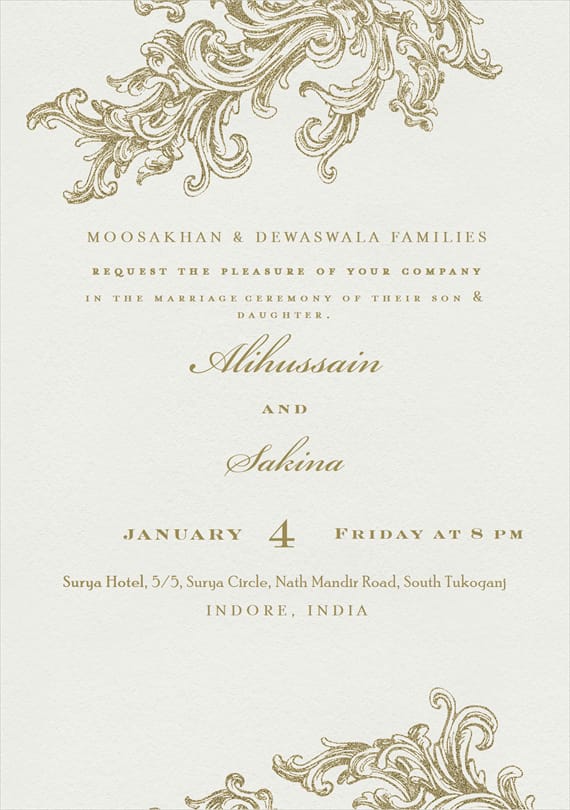 MOOSAKHAN & DEWASWALA FAMILIES
REQUEST THE PLEASURE OF YOUR COMPANY
IN THE MARRIAGE CEREMONY OF THEIR SON &
DAUGHTER.
Alihussain
AND
Sakina
JANUARY 4 FRIDAY AT 8 PM
Surya Hotel, 5/5, Surya Circle, Nath Mandir Road, South Tukoganj
INDORE, INDIA